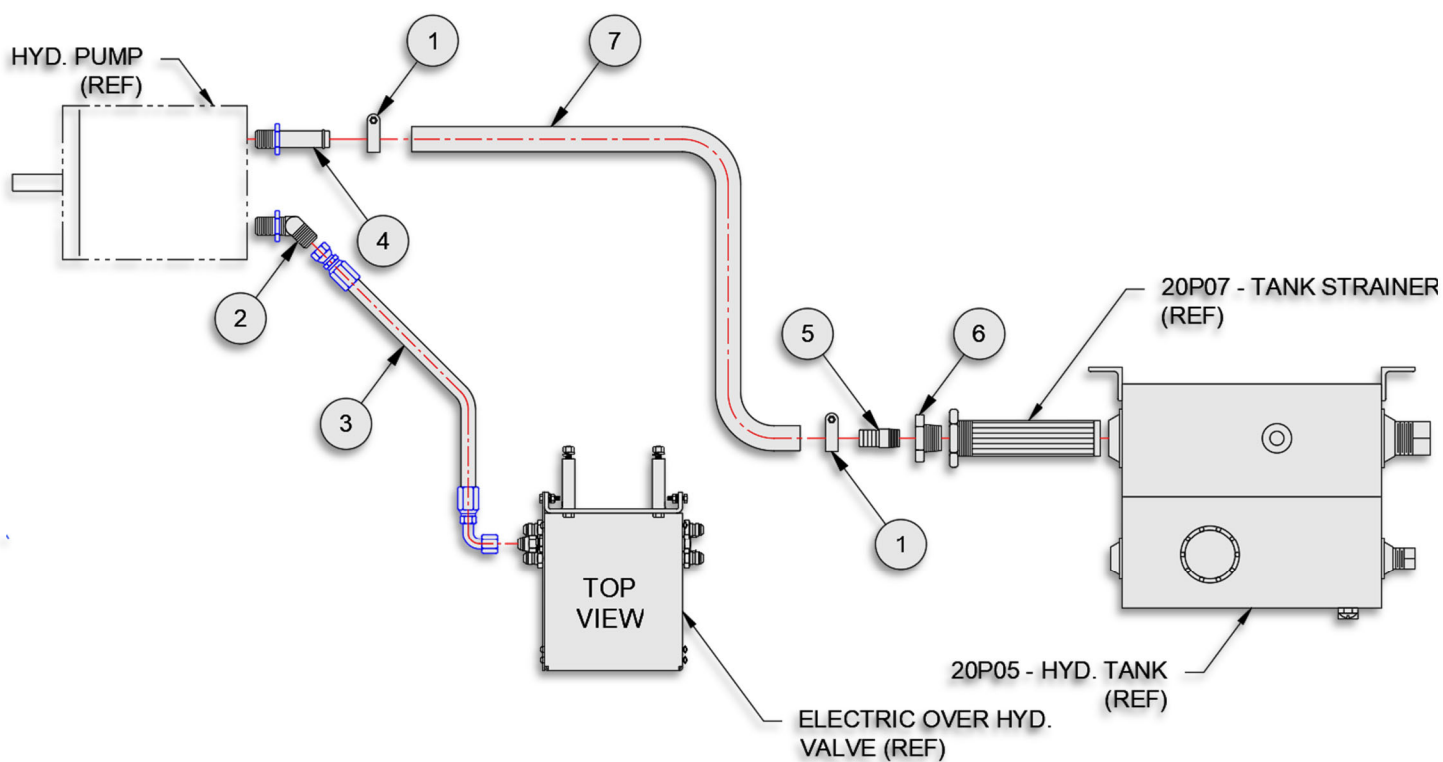 HYD. PUMP
(REF)
1
7
4
2
3
5
6
1
20P07 - TANK STRAINER
(REF)
TOP
VIEW
20P05 - HYD. TANK
(REF)
ELECTRIC OVER HYD.
VALVE (REF)